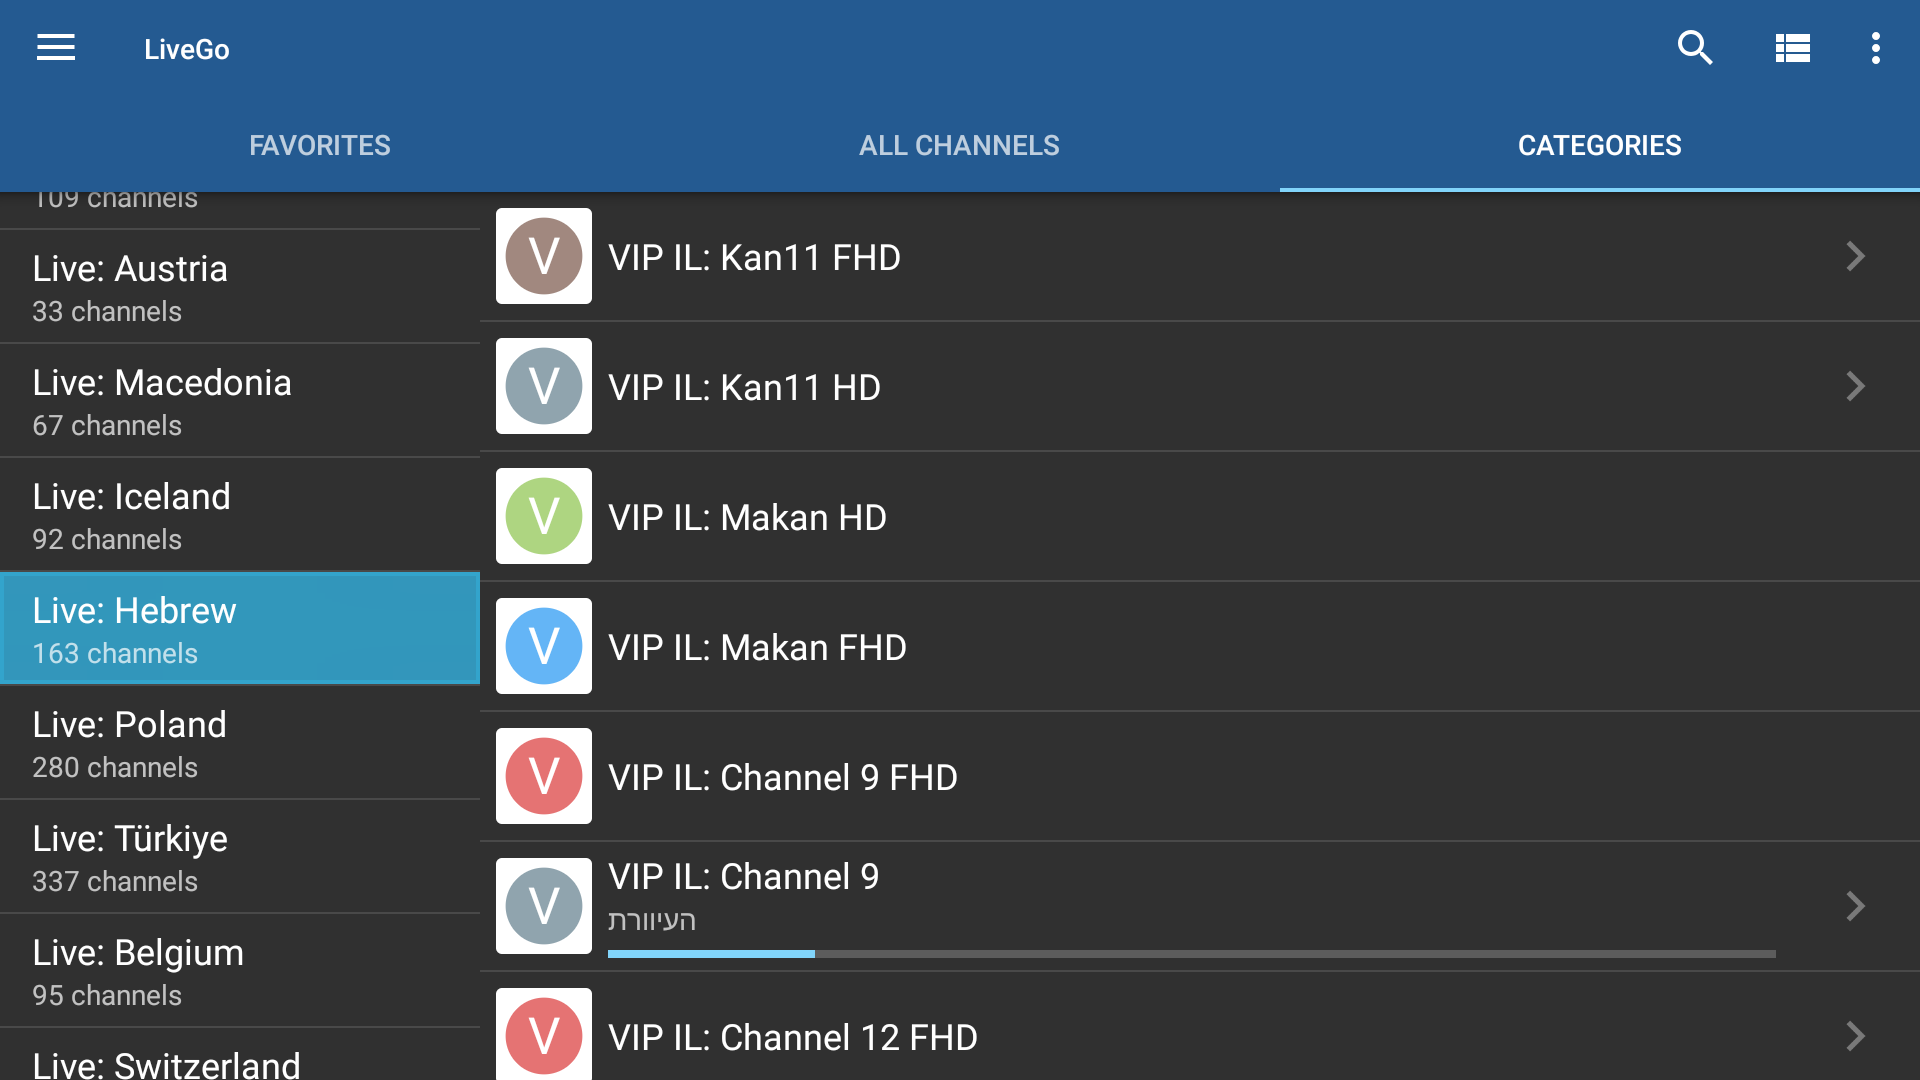 LiveGo
FAVORITES
ALL CHANNELS
CATEGORIES
109 channels
Live: Austria
33 channels
Live: Macedonia
67 channels
Live: Iceland
92 channels
Live: Hebrew
163 channels
Live: Poland
280 channels
Live: Türkiye
337 channels
Live: Belgium
95 channels
Live: Switzerland
V
VIP IL: Kan11 FHD
V
VIP IL: Kan11 HD
V
VIP IL: Makan HD
V
VIP IL: Makan FHD
V
VIP IL: Channel 9 FHD
V
VIP IL: Channel 9
העיוורת
V
VIP IL: Channel 12 FHD